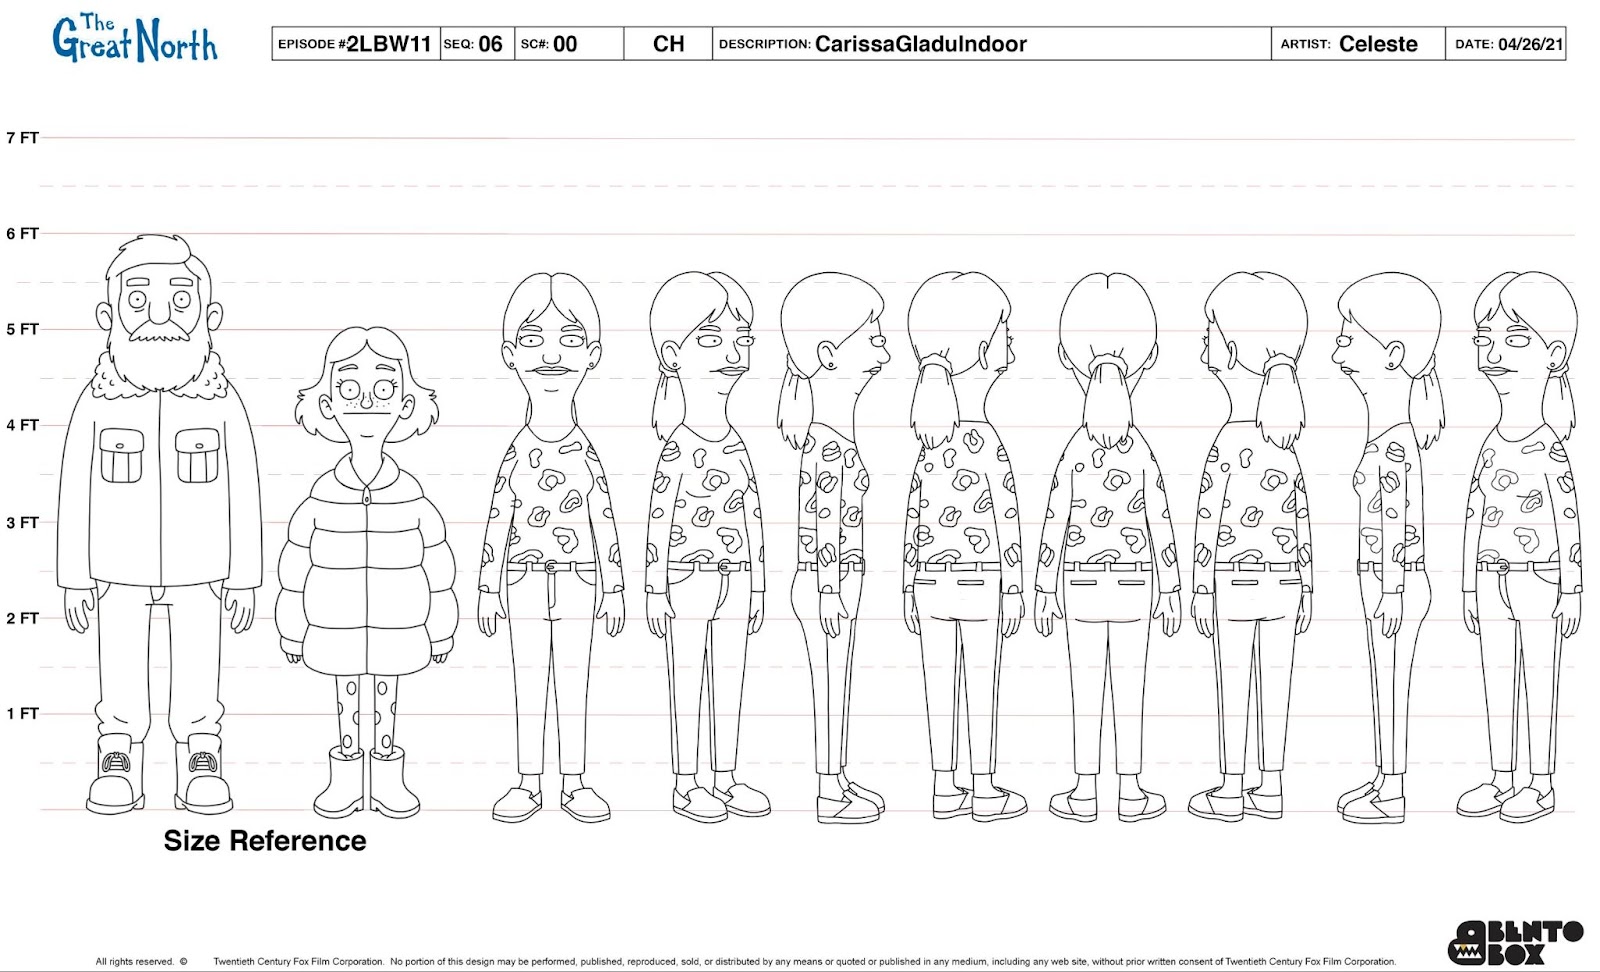 The
Great North
EPISODE #:2LBW11 SEQ: 06 SC#: 00 CH DESCRIPTION: CarissaGladuIndoor ARTIST: Celeste DATE: 04/26/21
7 FT
6 FT
5 FT
4 FT
3 FT
2 FT
1 FT
Size Reference
BENTO
BOX
All rights reserved. © Twentieth Century Fox Film Corporation. No portion of this design may be performed, published, reproduced, sold, or distributed by any means or quoted or published in any medium, including any web site, without prior written consent of Twentieth Century Fox Film Corporation.